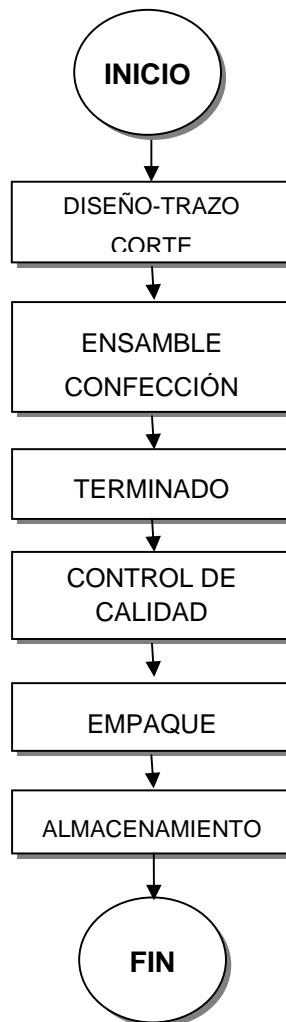 INICIO
DISEÑO-TRAZO
CORTE
ENSAMBLE
CONFECCIÓN
TERMINADO
CONTROL DE
CALIDAD
EMPAQUE
ALMACENAMIENTO
FIN